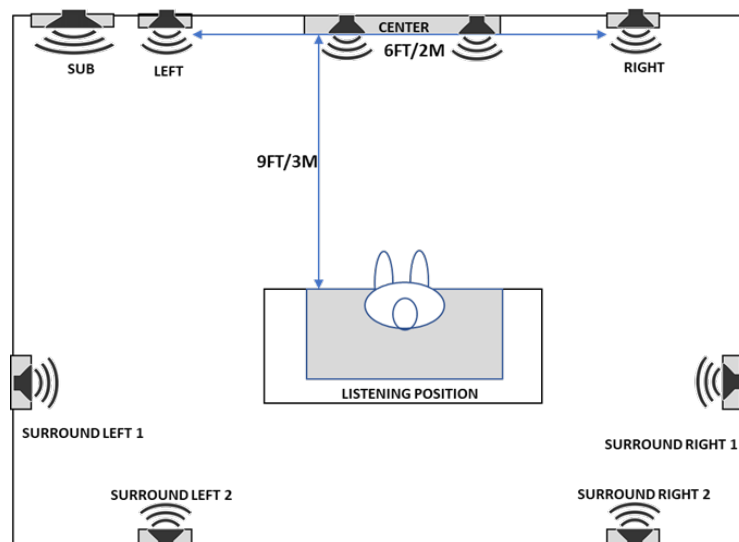 CENTER
6FT/2M
SUB
LEFT
RIGHT
9FT/3M
LISTENING POSITION
SURROUND LEFT 1
SURROUND RIGHT 1
SURROUND LEFT 2
SURROUND RIGHT 2